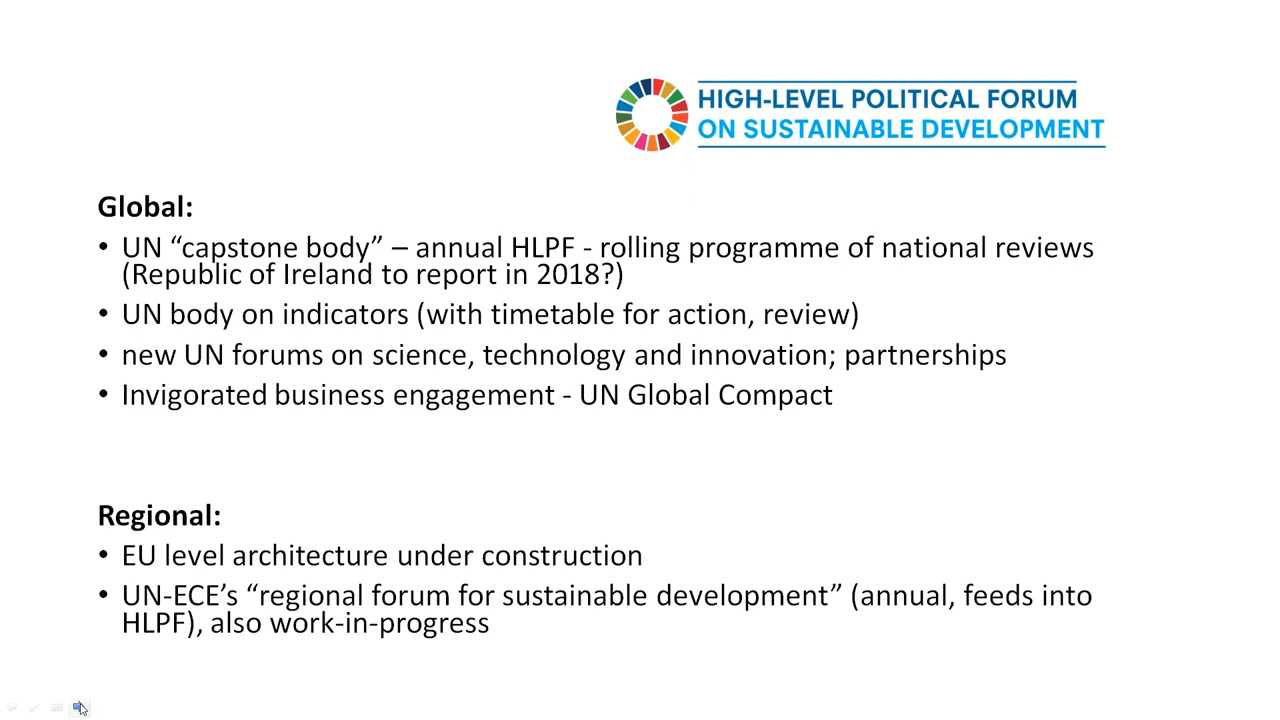 HIGH-LEVEL POLITICAL FORUM
ON SUSTAINABLE DEVELOPMENT
Global:
• UN “capstone body” – annual HLPF - rolling programme of national reviews
(Republic of Ireland to report in 2018?)
• UN body on indicators (with timetable for action, review)
• new UN forums on science, technology and innovation; partnerships
• Invigorated business engagement - UN Global Compact
Regional:
• EU level architecture under construction
• UN-ECE’s “regional forum for sustainable development” (annual, feeds into
HLPF), also work-in-progress